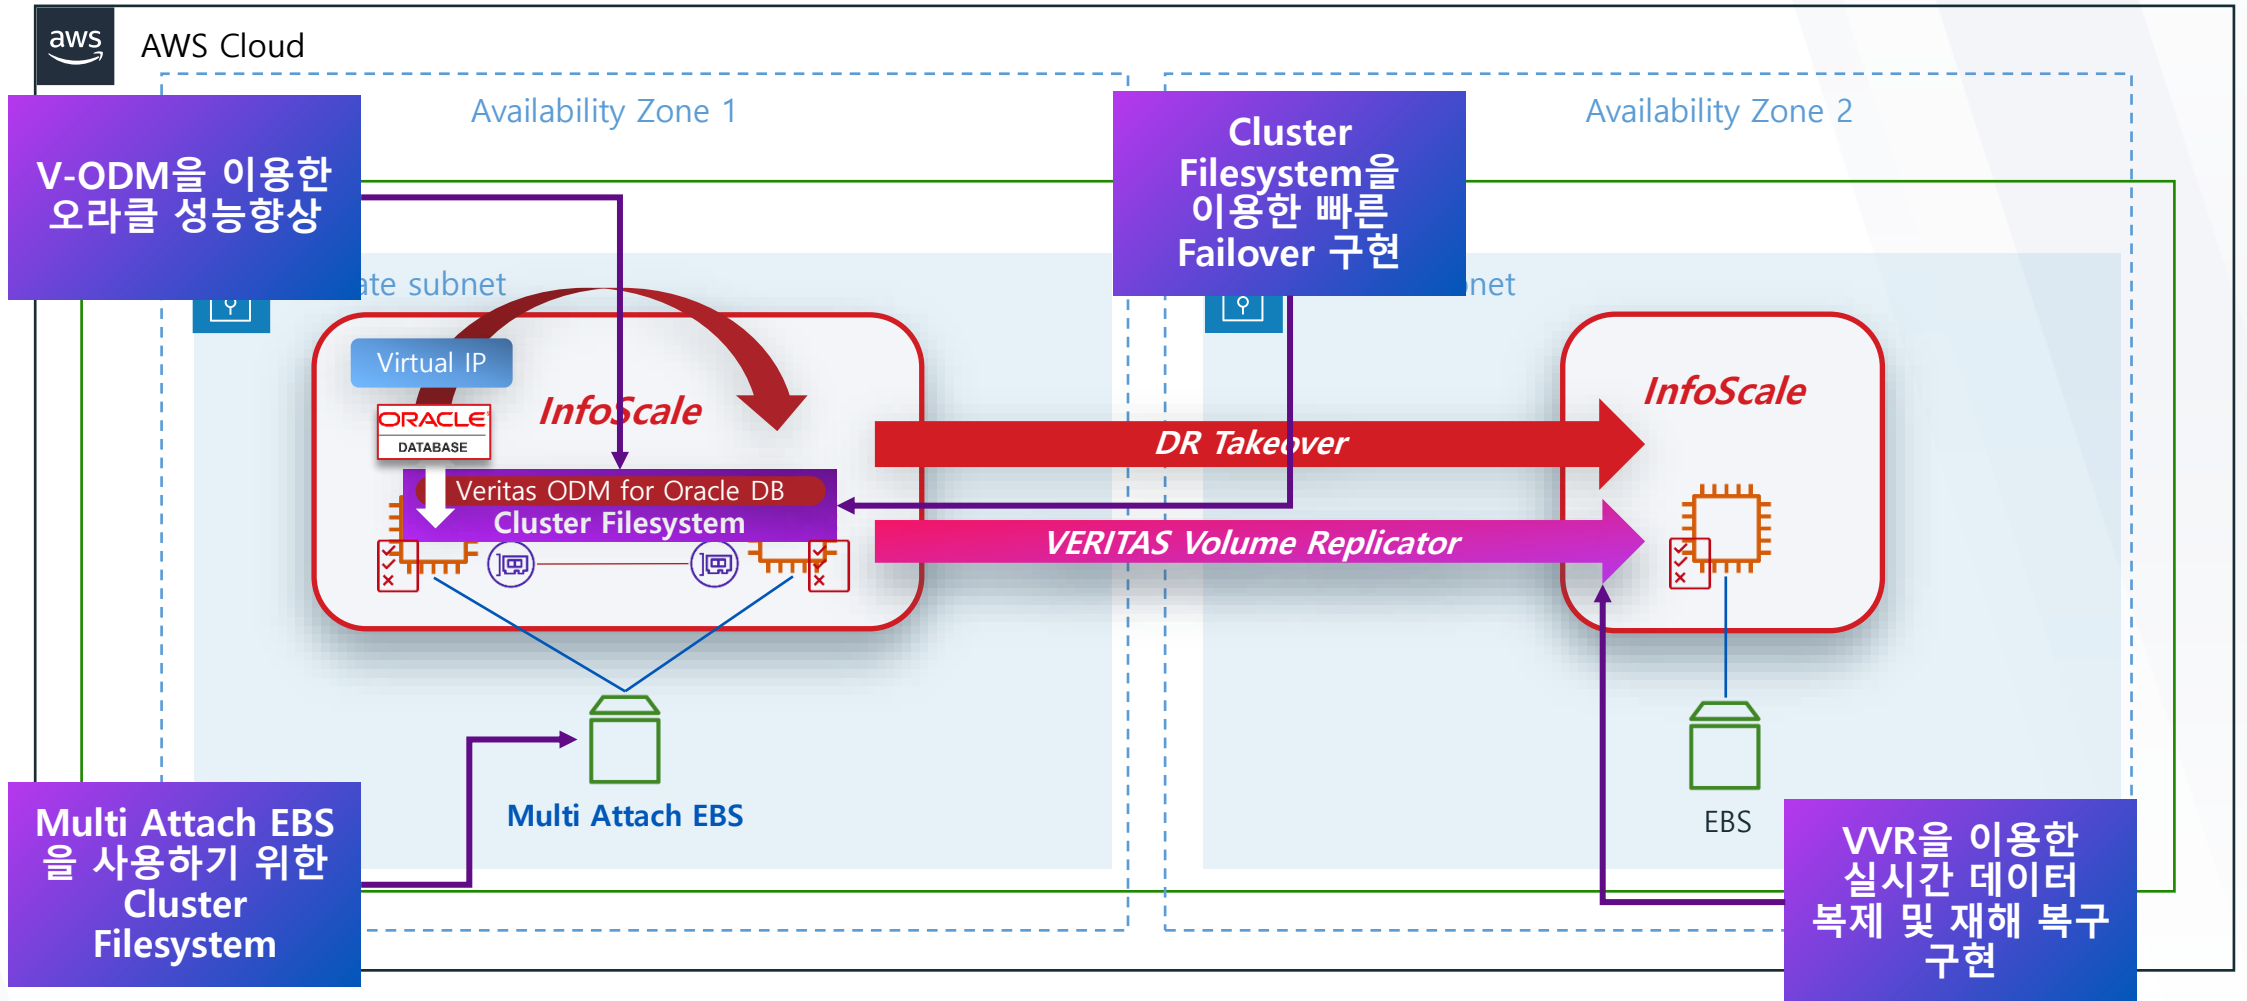 aws
AWS Cloud
Availability Zone 1
Availability Zone 2
V-ODM을 이용한
오라클 성능향상
Cluster
Filesystem을
이용한 빠른
Failover 구현
ate subnet
net
Virtual IP
InfoScale
InfoScale
ORACLE
DATABASE
DR Takeover
Veritas ODM for Oracle DB
Cluster Filesystem
VERITAS Volume Replicator
Multi Attach EBS
EBS
Multi Attach EBS
을 사용하기 위한
Cluster
Filesystem
VVR을 이용한
실시간 데이터
복제 및 재해 복구
구현